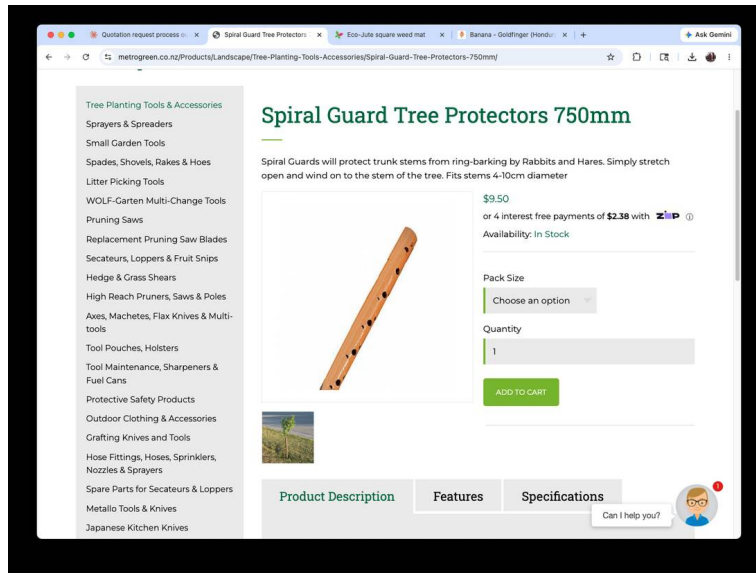 Quotation request process o
Spiral Guard Tree Protectors
Eco-Jute square weed mat
Banana - Goldfinger (Hondu
Ask Gemini
metrogreen.co.nz/Products/Landscape/Tree-Planting-Tools-Accessories/Spiral-Guard-Tree-Protectors-750mm/
Tree Planting Tools & Accessories
Sprayers & Spreaders
Small Garden Tools
Spades, Shovels, Rakes & Hoes
Litter Picking Tools
WOLF-Garten Multi-Change Tools
Pruning Saws
Replacement Pruning Saw Blades
Secateurs, Loppers & Fruit Snips
Hedge & Grass Shears
High Reach Pruners, Saws & Poles
Axes, Machetes, Flax Knives & Multi-
tools
Tool Pouches, Holsters
Tool Maintenance, Sharpeners &
Fuel Cans
Protective Safety Products
Outdoor Clothing & Accessories
Grafting Knives and Tools
Hose Fittings, Hoses, Sprinklers,
Nozzles & Sprayers
Spare Parts for Secateurs & Loppers
Metallo Tools & Knives
Japanese Kitchen Knives
Spiral Guard Tree Protectors 750mm
Spiral Guards will protect trunk stems from ring-barking by Rabbits and Hares. Simply stretch
open and wind on to the stem of the tree. Fits stems 4-10cm diameter
$9.50
or 4 interest free payments of $2.38 with ZIP
Availability: In Stock
Pack Size
Choose an option
Quantity
1
ADD TO CART
Product Description
Features
Specifications
Can I help you?
1